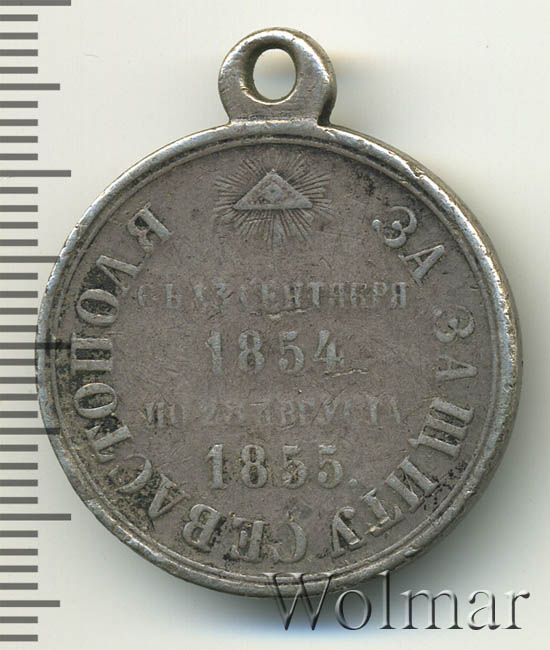 ЗА ЗАЩИТУ СЕВАСТОПОЛЯ
СЪ 13 СЕНТЯБРЯ
1854
ПО 28 АВГУСТА
1855.
Wolmar